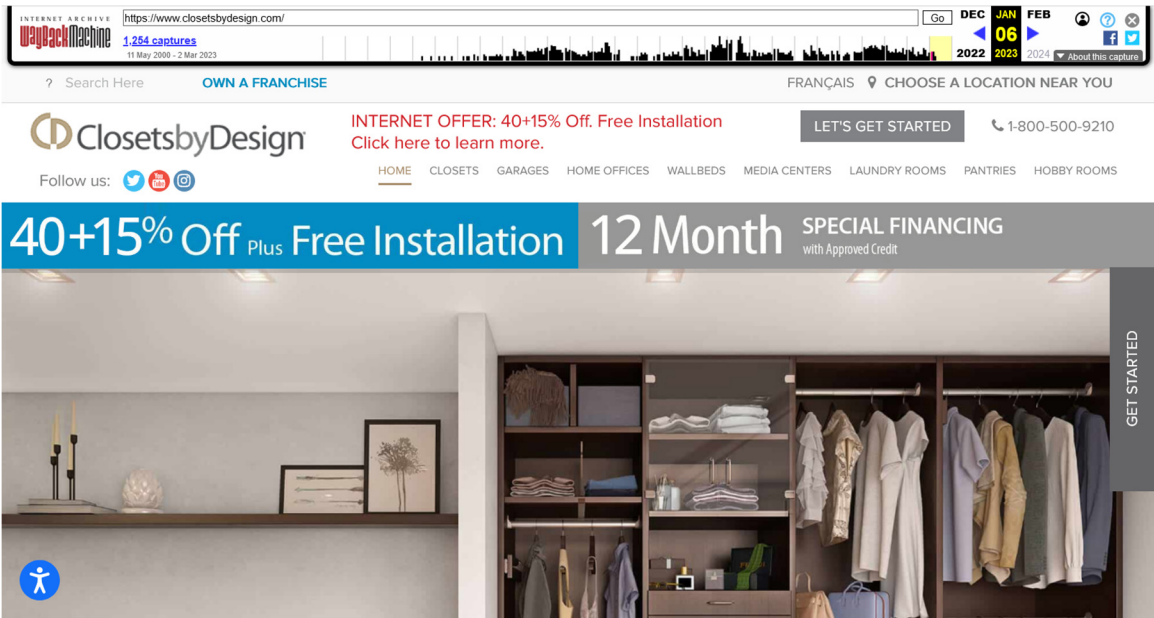 INTERNET ARCHIVE
WayBackMachine
https://www.closetsbydesign.com/
Go
DEC JAN FEB
06
2022 2023 2024
1,254 captures
11 May 2000 - 2 Mar 2023
About this capture
? Search Here
OWN A FRANCHISE
FRANÇAIS
CHOOSE A LOCATION NEAR YOU
ClosetsbyDesign
INTERNET OFFER: 40+15% Off. Free Installation
Click here to learn more.
LET'S GET STARTED
1-800-500-9210
Follow us:
You
Tube
HOME CLOSETS GARAGES HOME OFFICES WALLBEDS MEDIA CENTERS LAUNDRY ROOMS PANTRIES HOBBY ROOMS
40+15% Off Plus Free Installation
12 Month
SPECIAL FINANCING
with Approved Credit
GET STARTED